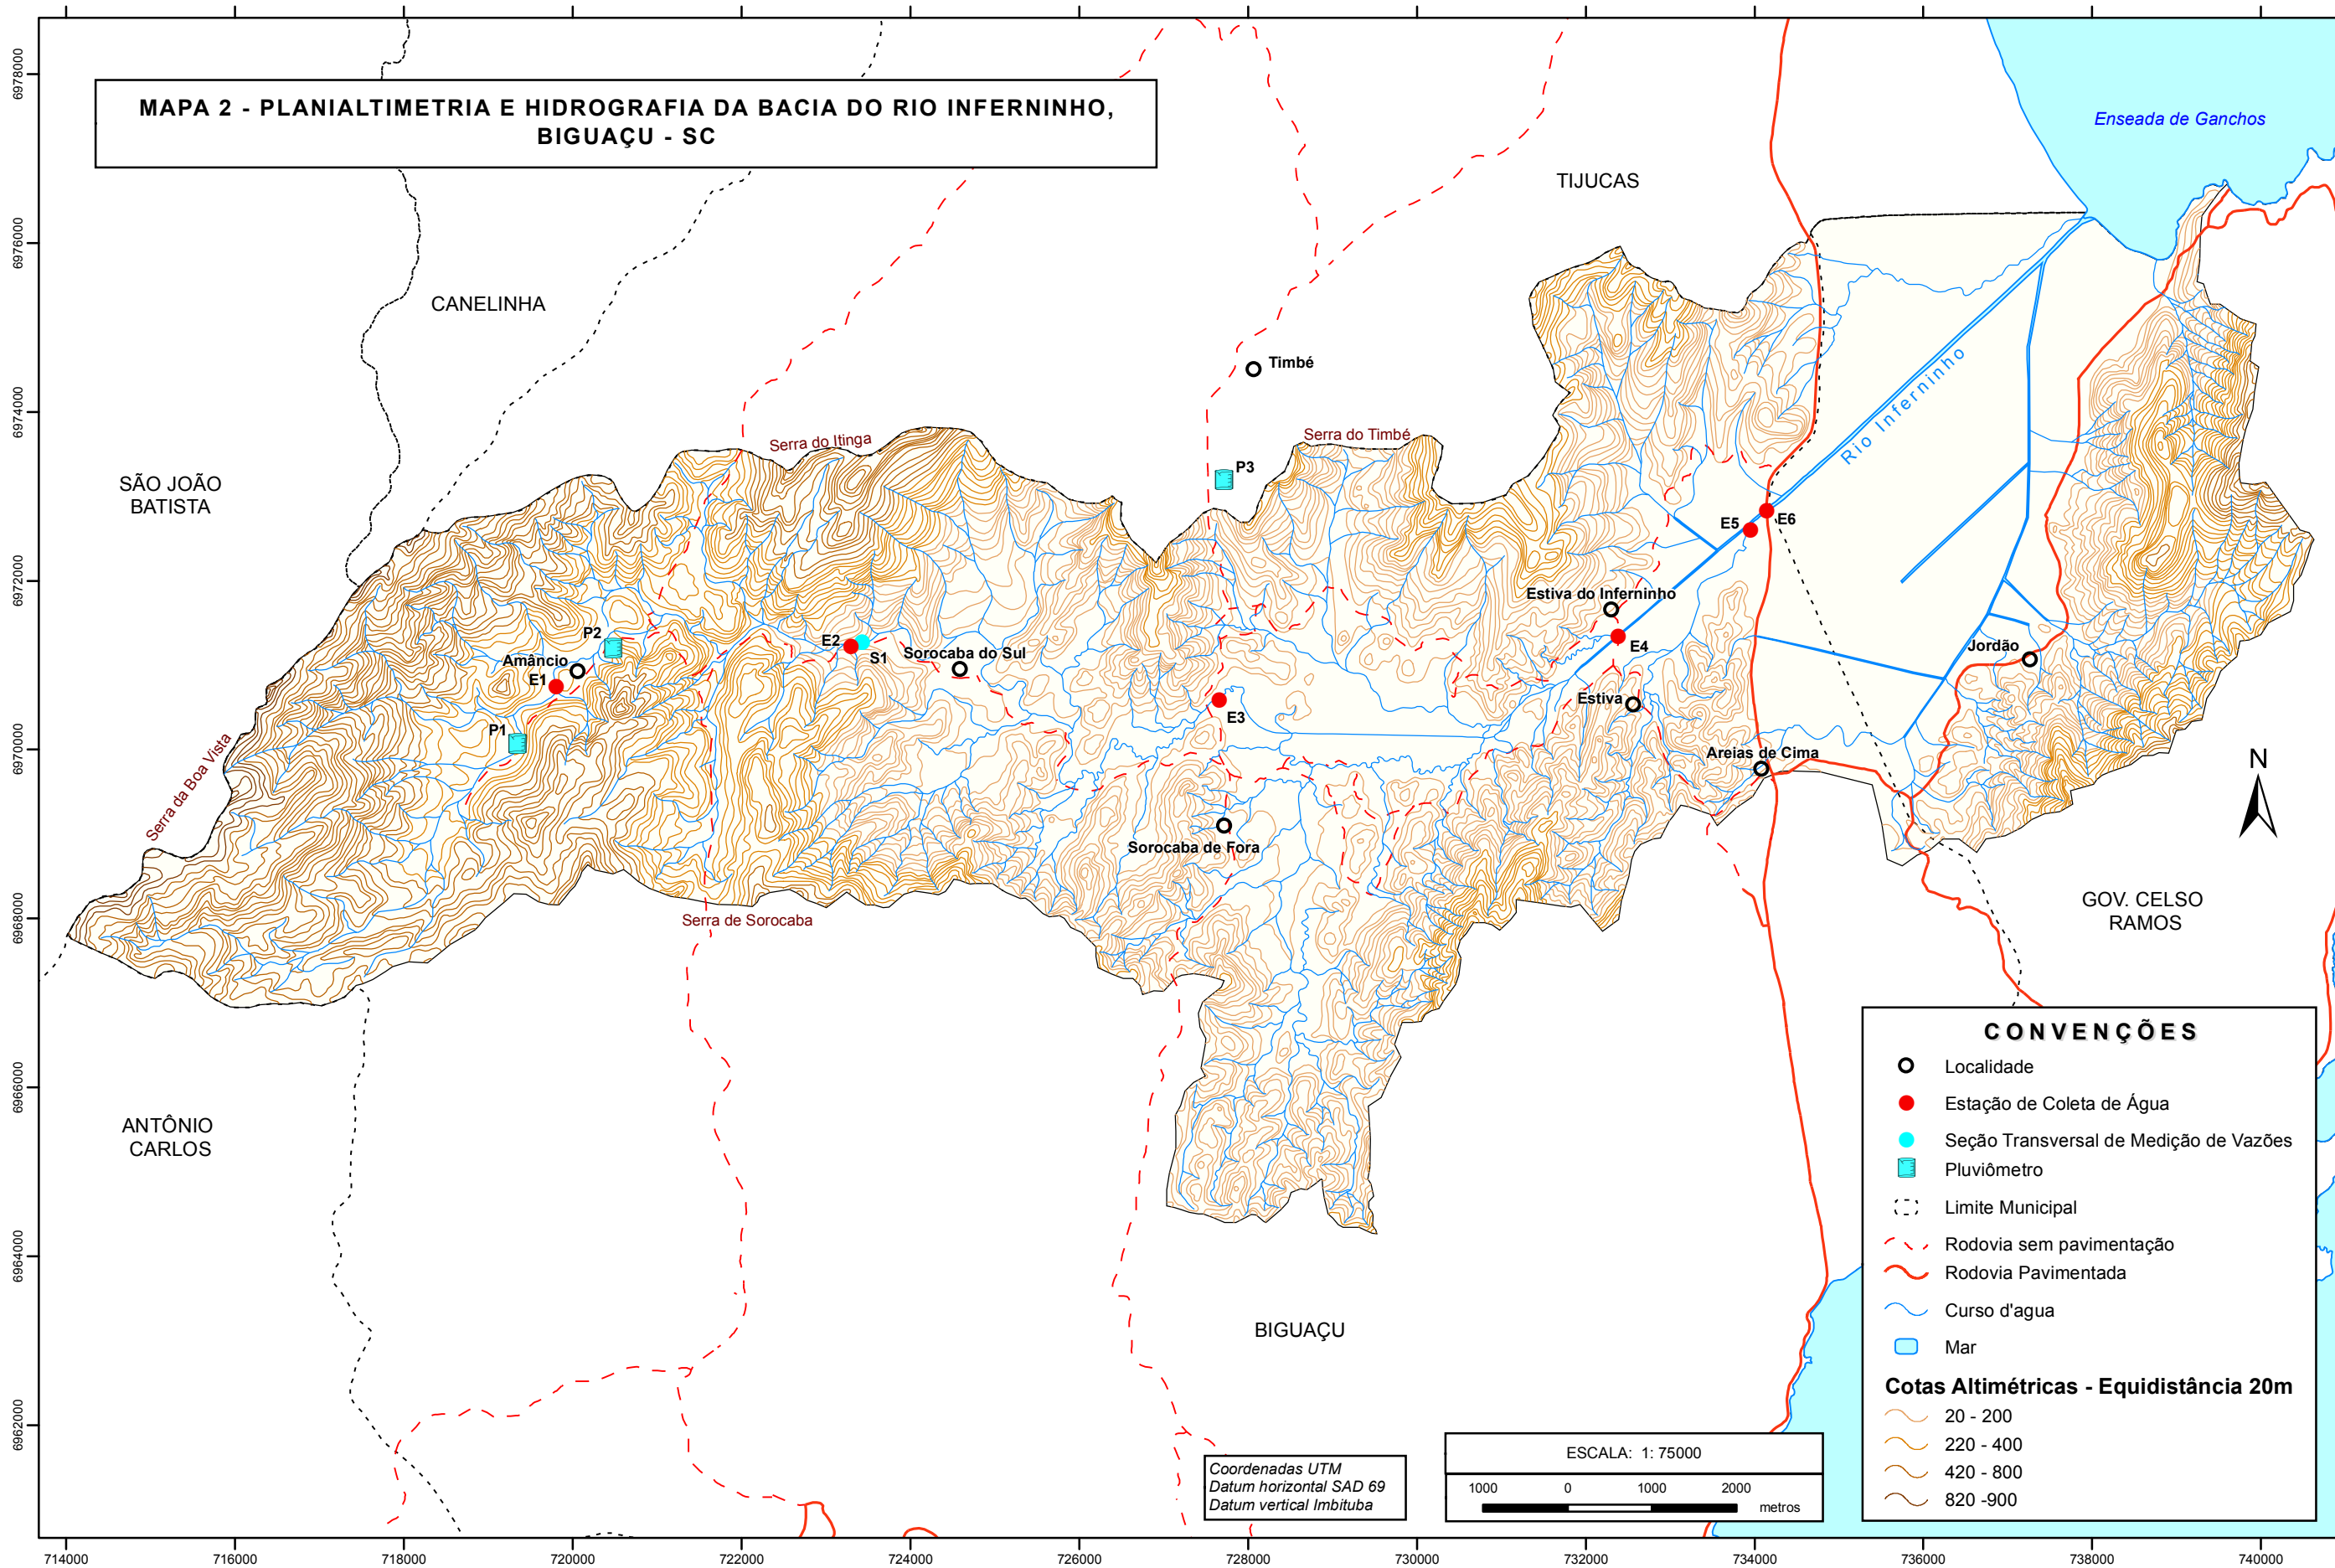 MAPA 2 - PLANIALTIMETRIA E HIDROGRAFIA DA BACIA DO RIO INFERNINHO,
BIGUAÇU - SC
Enseada de Ganchos
TIJUCAS
CANELINHA
Timbé
Rio Inferninho
Serra do Itinga
Serra do Timbé
P3
SÃO JOÃO
BATISTA
E5
E6
Estiva do Inferninho
P2
E2
S1
E4
Amâncio
Sorocaba do Sul
Jordão
E1
Estiva
E3
P1
Areias de Cima
Serra da Boa Vista
N
Sorocaba de Fora
Serra de Sorocaba
GOV. CELSO
RAMOS
ANTÔNIO
CARLOS
BIGUAÇU
CONVENÇÕES
Localidade
Estação de Coleta de Água
Seção Transversal de Medição de Vazões
Pluviômetro
Limite Municipal
Rodovia sem pavimentação
Rodovia Pavimentada
Curso d'agua
Mar
Cotas Altimétricas - Equidistância 20m
20 - 200
220 - 400
420 - 800
820 -900
Coordenadas UTM
Datum horizontal SAD 69
Datum vertical Imbituba
ESCALA: 1: 75000
1000 0 1000 2000
metros
6978000
6976000
6974000
6972000
6970000
6968000
6966000
6964000
6962000
714000 716000 718000 720000 722000 724000 726000 728000 730000 732000 734000 736000 738000 740000